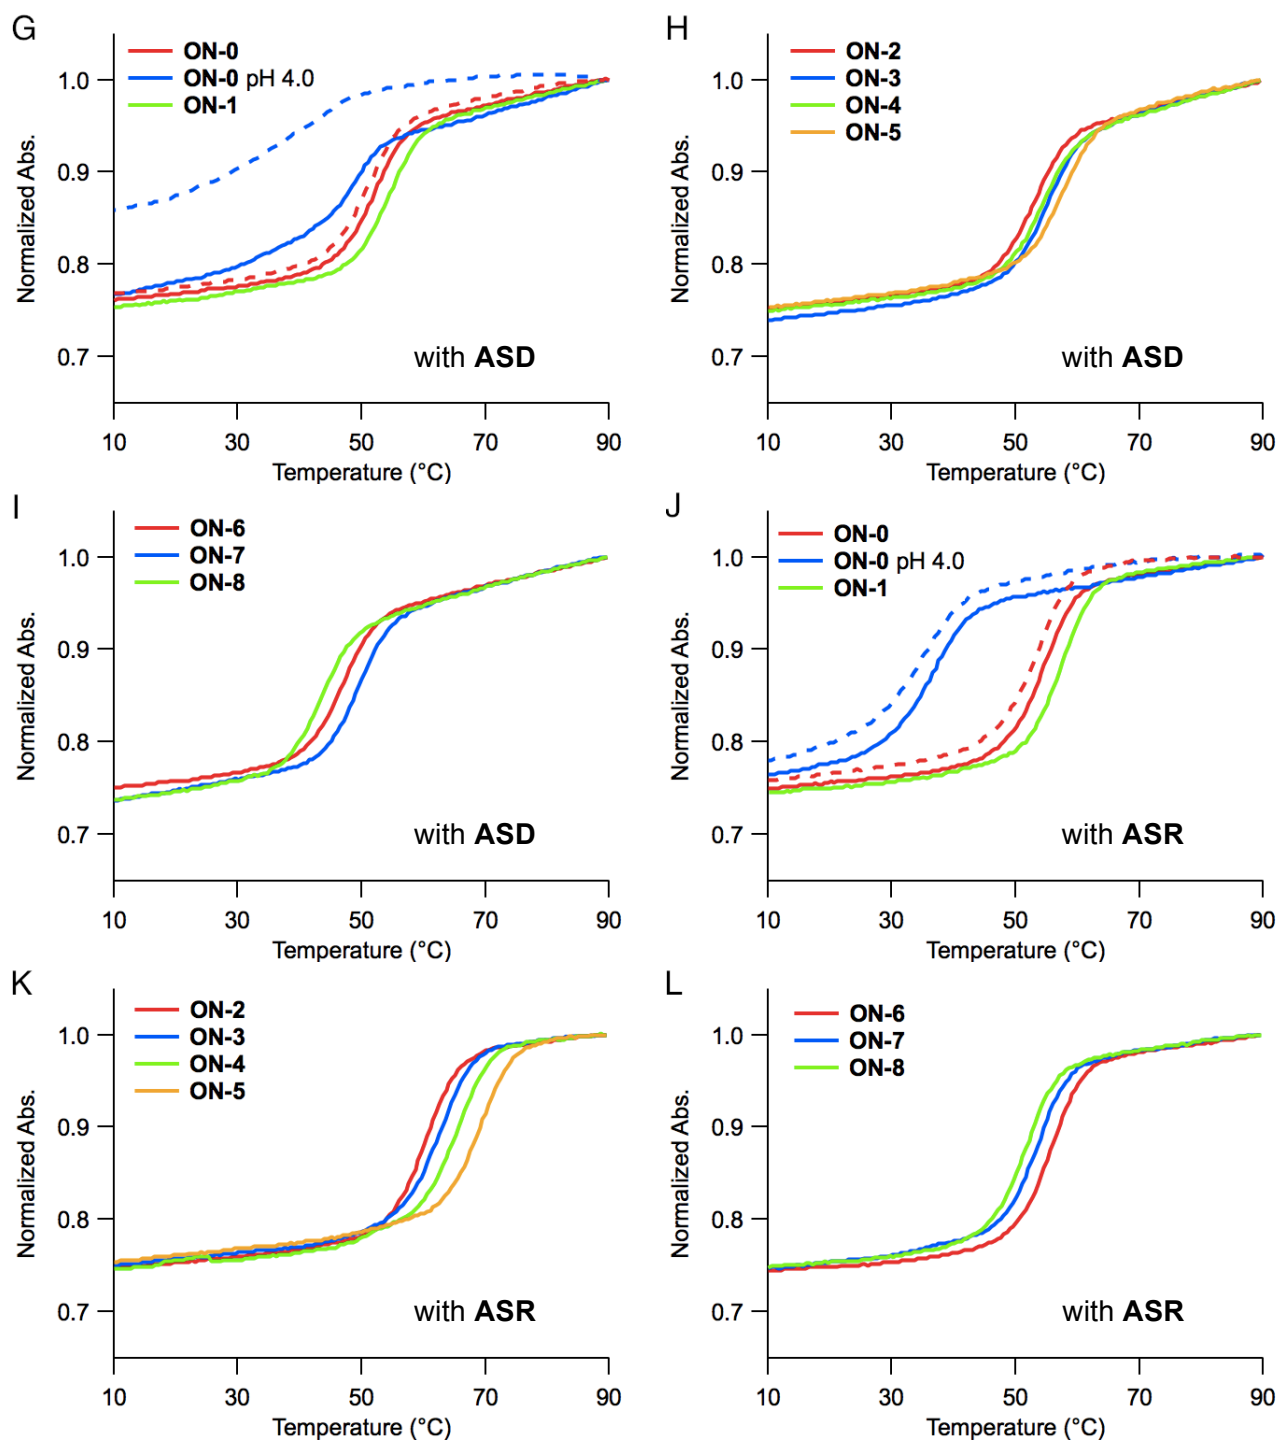 G
ON-0
ON-0 pH 4.0
ON-1
1.0
0.9
0.8
0.7
Normalized Abs.
with ASD
10 30 50 70 90
Temperature (°C)
H
ON-2
ON-3
ON-4
ON-5
1.0
0.9
0.8
0.7
Normalized Abs.
with ASD
10 30 50 70 90
Temperature (°C)
I
ON-6
ON-7
ON-8
1.0
0.9
0.8
0.7
Normalized Abs.
with ASD
10 30 50 70 90
Temperature (°C)
J
ON-0
ON-0 pH 4.0
ON-1
1.0
0.9
0.8
0.7
Normalized Abs.
with ASR
10 30 50 70 90
Temperature (°C)
K
ON-2
ON-3
ON-4
ON-5
1.0
0.9
0.8
0.7
Normalized Abs.
with ASR
10 30 50 70 90
Temperature (°C)
L
ON-6
ON-7
ON-8
1.0
0.9
0.8
0.7
Normalized Abs.
with ASR
10 30 50 70 90
Temperature (°C)